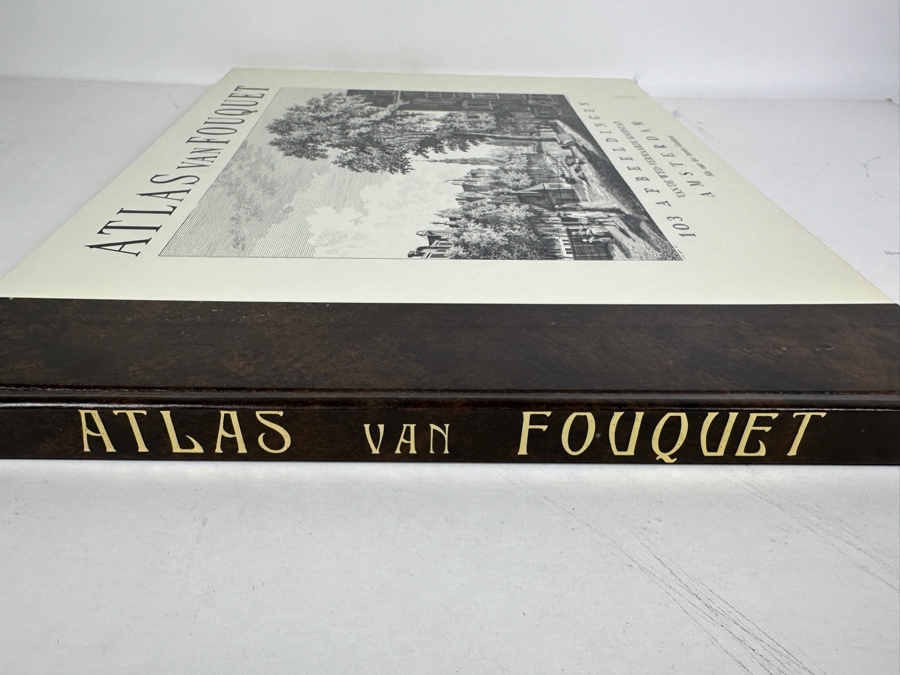 ATLAS VAN FOUQUET
103 AFBEELDINGEN
AMSTERDAM
ATLAS VAN FOUQUET